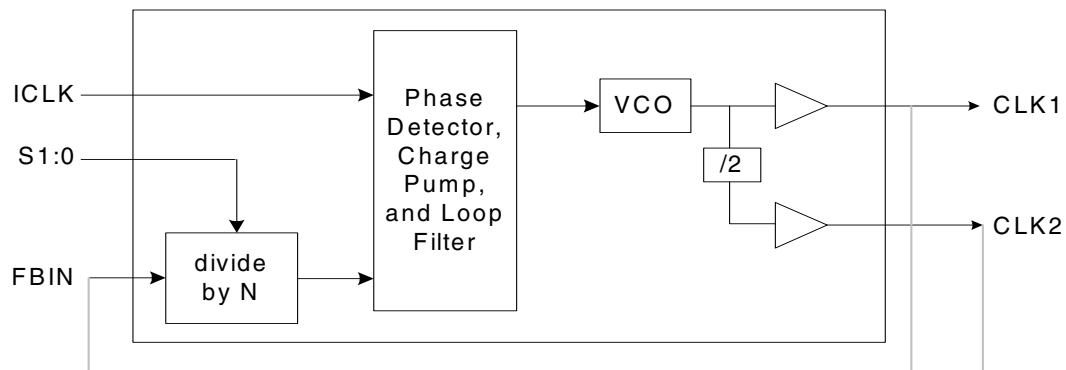 ICLK
S1:0
FBIN
divide
by N
Phase
Detector,
Charge
Pump,
and Loop
Filter
VCO
/2
CLK1
CLK2